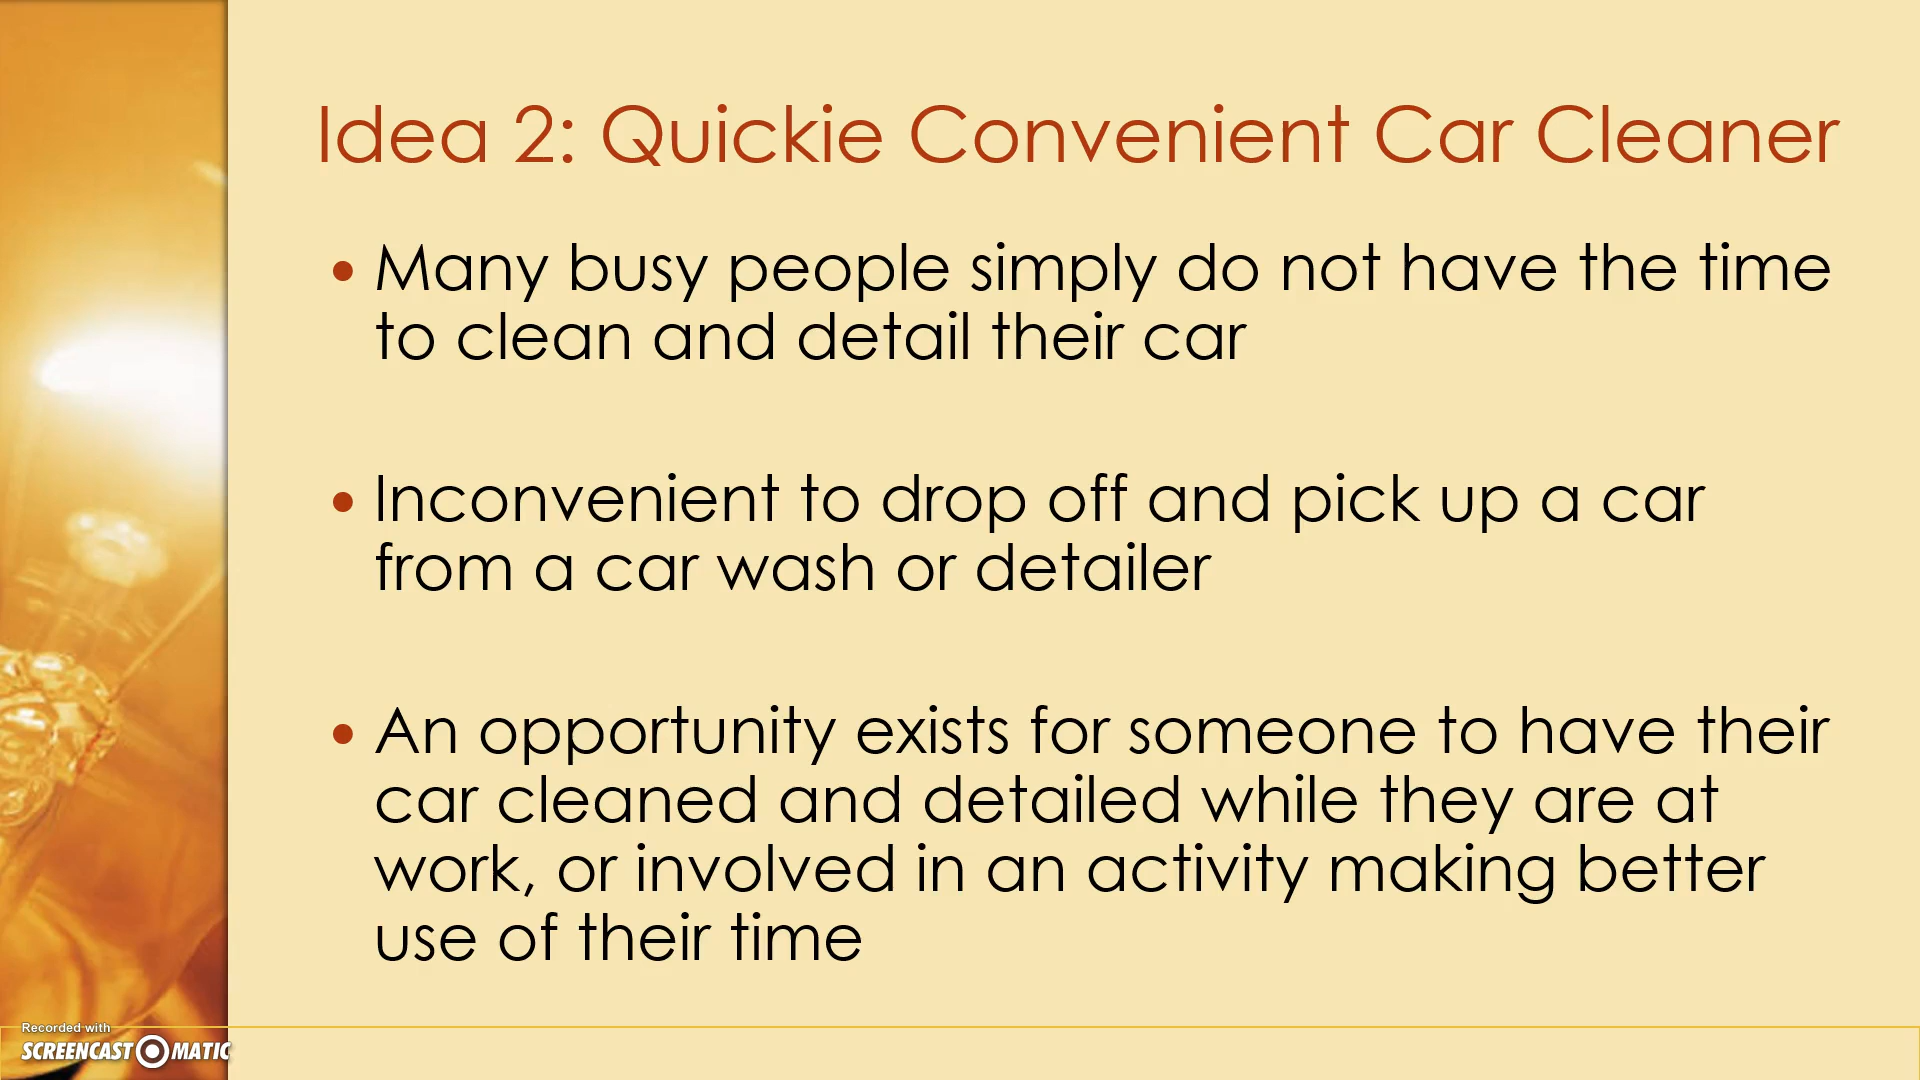 Idea 2: Quickie Convenient Car Cleaner
• Many busy people simply do not have the time
to clean and detail their car
• Inconvenient to drop off and pick up a car
from a car wash or detailer
• An opportunity exists for someone to have their
car cleaned and detailed while they are at
work, or involved in an activity making better
use of their time
Recorded with
SCREENCAST MATIC